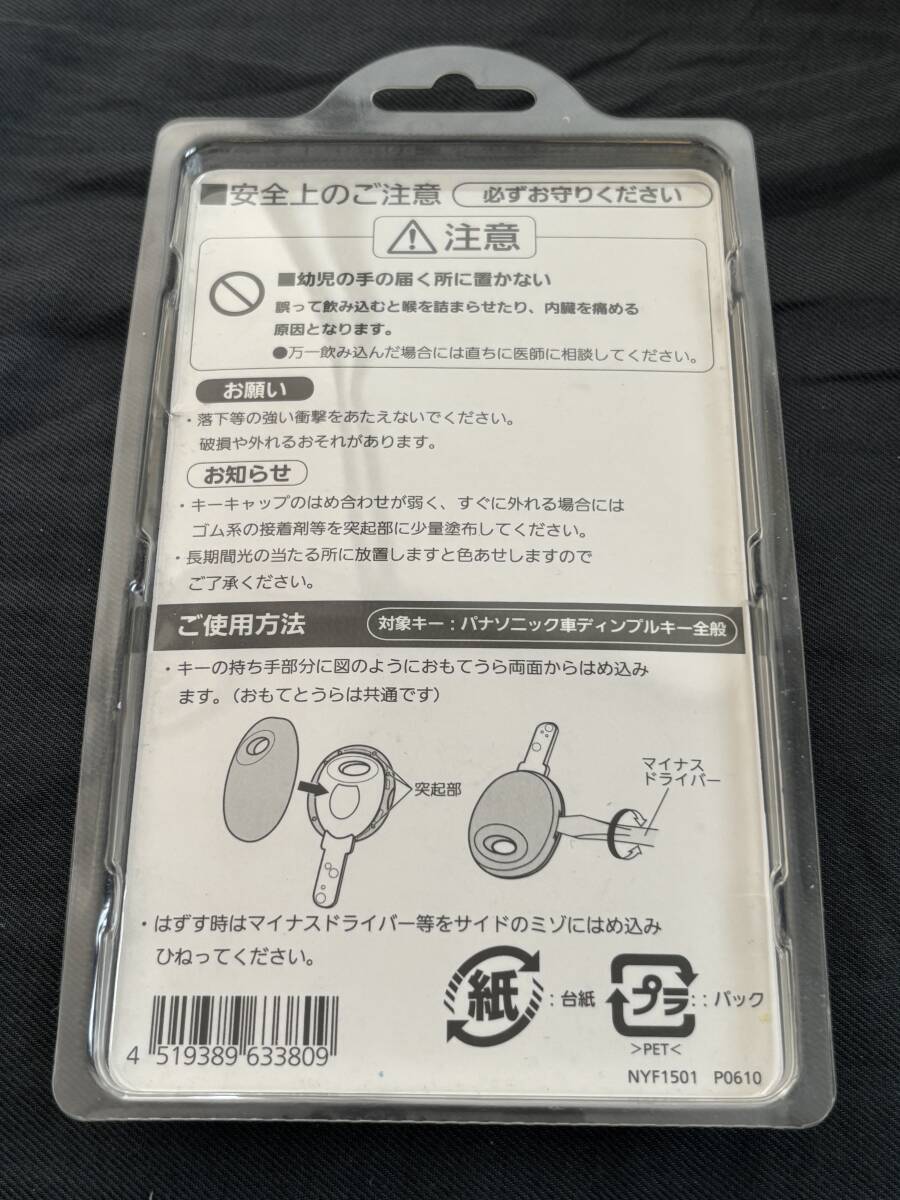 ■安全上のご注意 必ずお守りください
注意
■幼児の手の届く所に置かない
誤って飲み込むと喉を詰まらせたり、内臓を痛める
原因となります。
●万一飲み込んだ場合には直ちに医師に相談してください。
お願い
・落下等の強い衝撃をあたえないでください。
破損や外れるおそれがあります。
お知らせ
・キーキャップのはめ合わせが弱く、すぐに外れる場合には
ゴム系の接着剤等を突起部に少量塗布してください。
・長期間光の当たる所に放置しますと色あせしますので
ご了承ください。
ご使用方法 対象キー：パナソニック車ディンプルキー全般
・キーの持ち手部分に図のようにおもてうら両面からはめ込み
ます。（おもてとうらは共通です）
突起部
マイナス
ドライバー
・はずす時はマイナスドライバー等をサイドのミゾにはめ込み
ひねってください。
紙：台紙
プラ：：パック
>PET<
4 519389 633809
NYF1501 P0610